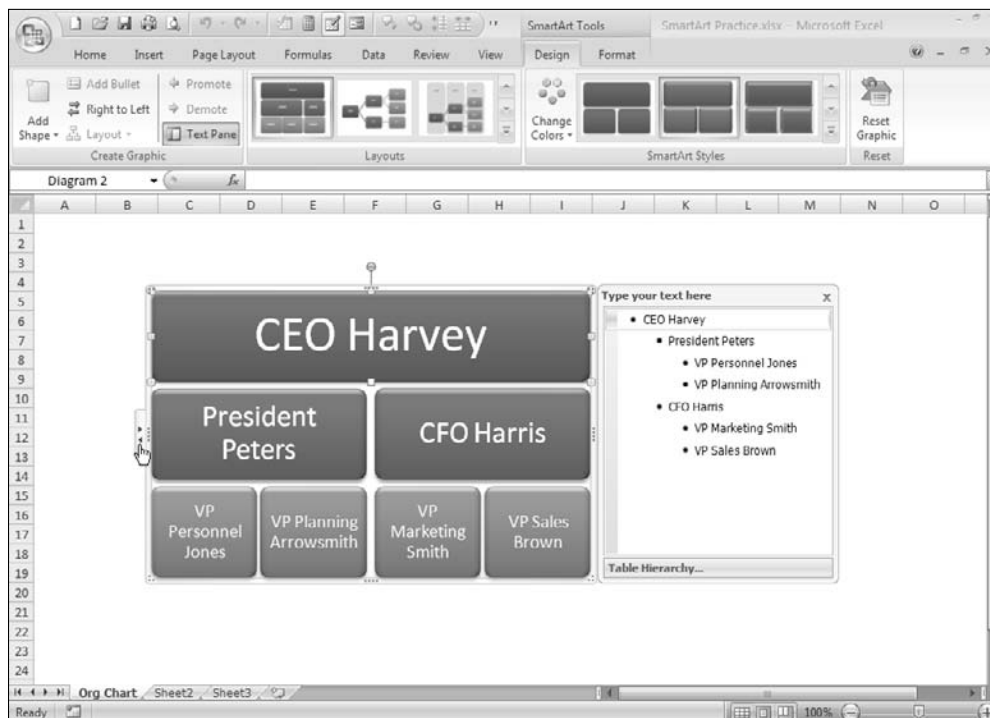 SmartArt Tools SmartArt Practice.xlsx - Microsoft Excel
Home Insert Page Layout Formulas Data Review View Design Format
Add Shape
Add Bullet
Right to Left
Layout
Promote
Demote
Text Pane
Create Graphic
Layouts
Change Colors
SmartArt Styles
Reset Graphic
Reset
Diagram 2 fx
A B C D E F G H I J K L M N O
1
2
3
4
5
6
7
8
9
10
11
12
13
14
15
16
17
18
19
20
21
22
23
24
CEO Harvey
President
Peters
CFO Harris
VP
Personnel
Jones
VP Planning
Arrowsmith
VP
Marketing
Smith
VP Sales
Brown
Type your text here x
CEO Harvey
President Peters
VP Personnel Jones
VP Planning Arrowsmith
CFO Harris
VP Marketing Smith
VP Sales Brown
Table Hierarchy...
Org Chart Sheet2 Sheet3
Ready 100%